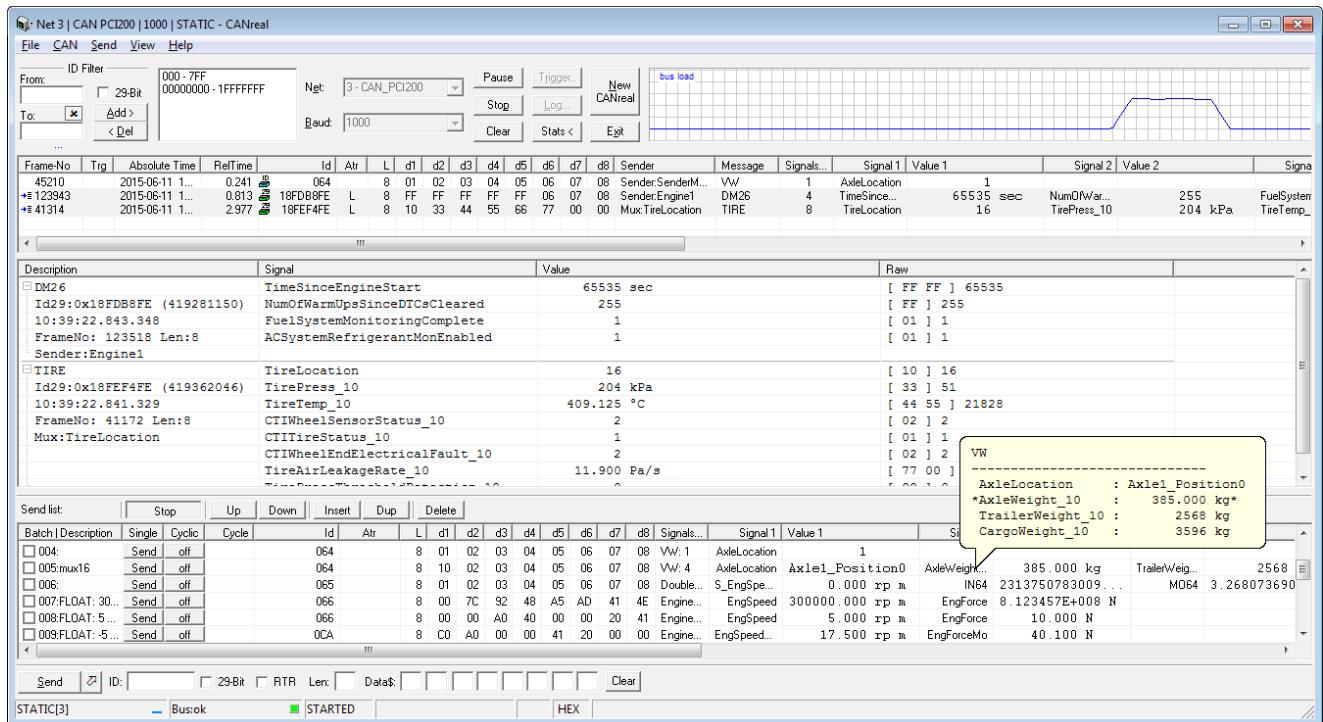 Net 3 | CAN PCI200 | 1000 | STATIC - CANreal
File CAN Send View Help
ID Filter
From:
29-Bit
To:
Add >
< Del
...
000 - 7FF
00000000 - 1FFFFFFF
Net: 3 - CAN_PCI200
Baud: 1000
Pause Trigger..
Stop Log...
Clear Stats <
New CANreal
Exit
bus load
Frame-No Trg Absolute Time RelTime Id Atr L d1 d2 d3 d4 d5 d6 d7 d8 Sender Message Signals... Signal 1 Value 1 Signal 2 Value 2 Signa
45210 2015-06-11 1... 0.241 064 8 01 02 03 04 05 06 07 08 Sender:SenderM... VW 1 AxleLocation 1
123943 2015-06-11 1... 0.813 18FDB8FE L 8 FF FF FF FF FF 06 07 08 Sender:Engine1 DM26 4 TimeSince... 65535 sec NumOfWar... 255 FuelSystem
41314 2015-06-11 1... 2.977 18FEF4FE L 8 10 33 44 55 66 77 00 00 Mux:TireLocation TIRE 8 TireLocation 16 TirePress_10 204 kPa TireTemp_
Description Signal Value Raw
DM26 TimeSinceEngineStart 65535 sec [ FF FF ] 65535
Id29:0x18FDB8FE (419281150) NumOfWarmUpsSinceDTCsCleared 255 [ FF ] 255
10:39:22.843.348 FuelSystemMonitoringComplete 1 [ 01 ] 1
FrameNo: 123518 Len:8 ACSystemRefrigerantMonEnabled 1 [ 01 ] 1
Sender:Engine1
TIRE TireLocation 16 [ 10 ] 16
Id29:0x18FEF4FE (419362046) TirePress_10 204 kPa [ 33 ] 51
10:39:22.841.329 TireTemp_10 409.125 °C [ 44 55 ] 21828
FrameNo: 41172 Len:8 CTIWheelSensorStatus_10 2 [ 02 ] 2
Mux:TireLocation CTITireStatus_10 1 [ 01 ] 1
CTIWheelEndElectricalFault_10 2 [ 02 ] 2
TireAirLeakageRate_10 11.900 Pa/s [ 77 00 ]
VW
------------------------------
AxleLocation : Axle1_Position0
*AxleWeight_10 : 385.000 kg*
TrailerWeight_10 : 2568 kg
CargoWeight_10 : 3596 kg
Send list: Stop Up Down Insert Dup Delete
Batch | Description Single Cyclic Cycle Id Atr L d1 d2 d3 d4 d5 d6 d7 d8 Signals... Signal 1 Value 1
004: Send off 064 8 01 02 03 04 05 06 07 08 VW: 1 AxleLocation 1
005:mux16 Send off 064 8 10 02 03 04 05 06 07 08 VW: 4 AxleLocation Axle1_Position0 AxleWeight... 385.000 kg TrailerWeig... 2568
006: Send off 065 8 01 02 03 04 05 06 07 08 Double... S_EngSpe... 0.000 rp m IN64 2313750783009... MO64 3.268073690
007:FLOAT: 30... Send off 066 8 00 7C 92 48 A5 AD 41 4E Engine... EngSpeed 300000.000 rp m EngForce 8.123457E+008 N
008:FLOAT: 5 ... Send off 066 8 00 00 A0 40 00 00 20 41 Engine... EngSpeed 5.000 rp m EngForce 10.000 N
009:FLOAT: -5 ... Send off 0CA 8 C0 A0 00 00 41 20 00 00 Engine... EngSpeed... 17.500 rp m EngForceMo 40.100 N
Send ID: 29-Bit RTR Len: Data$: Clear
STATIC[3] Bus:ok STARTED HEX